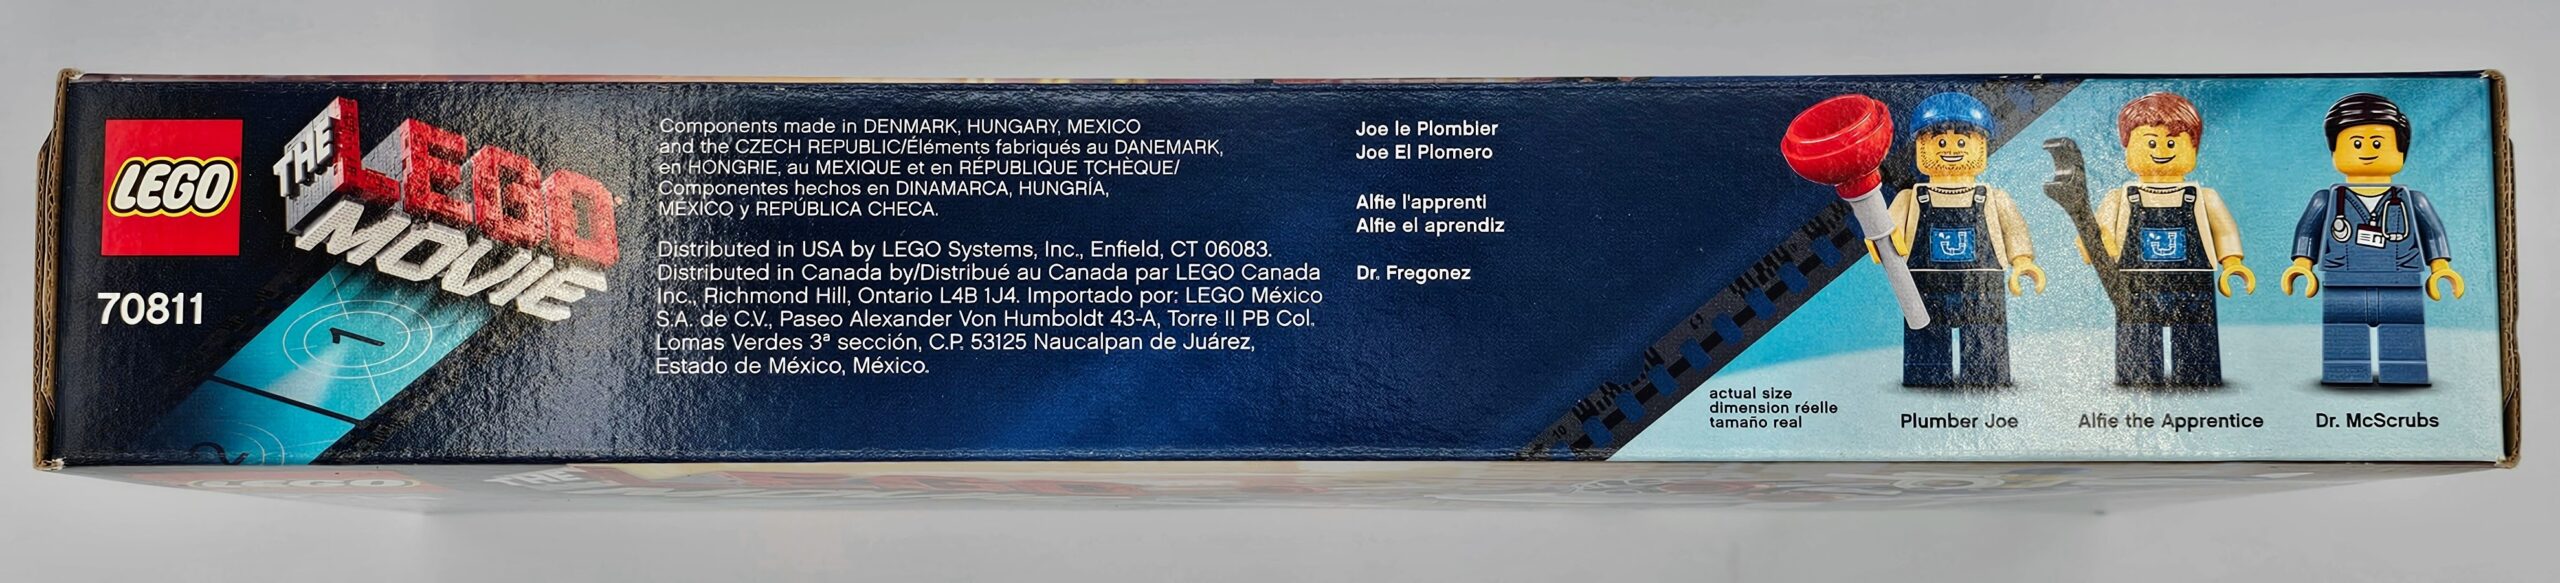 LEGO
THE
LEGO
MOVIE
70811
1
2
Components made in DENMARK, HUNGARY, MEXICO
and the CZECH REPUBLIC/Éléments fabriqués au DANEMARK,
en HONGRIE, au MEXIQUE et en RÉPUBLIQUE TCHÈQUE/
Componentes hechos en DINAMARCA, HUNGRÍA,
MÉXICO y REPÚBLICA CHECA.
Distributed in USA by LEGO Systems, Inc., Enfield, CT 06083.
Distributed in Canada by/Distribué au Canada par LEGO Canada
Inc., Richmond Hill, Ontario L4B 1J4. Importado por: LEGO México
S.A. de C.V., Paseo Alexander Von Humboldt 43-A, Torre II PB Col.
Lomas Verdes 3ª sección, C.P. 53125 Naucalpan de Juárez,
Estado de México, México.
Joe le Plombier
Joe El Plomero
Alfie l'apprenti
Alfie el aprendiz
Dr. Fregonez
10
actual size
dimension réelle
tamaño real
Plumber Joe
Alfie the Apprentice
Dr. McScrubs
THE
LEGO